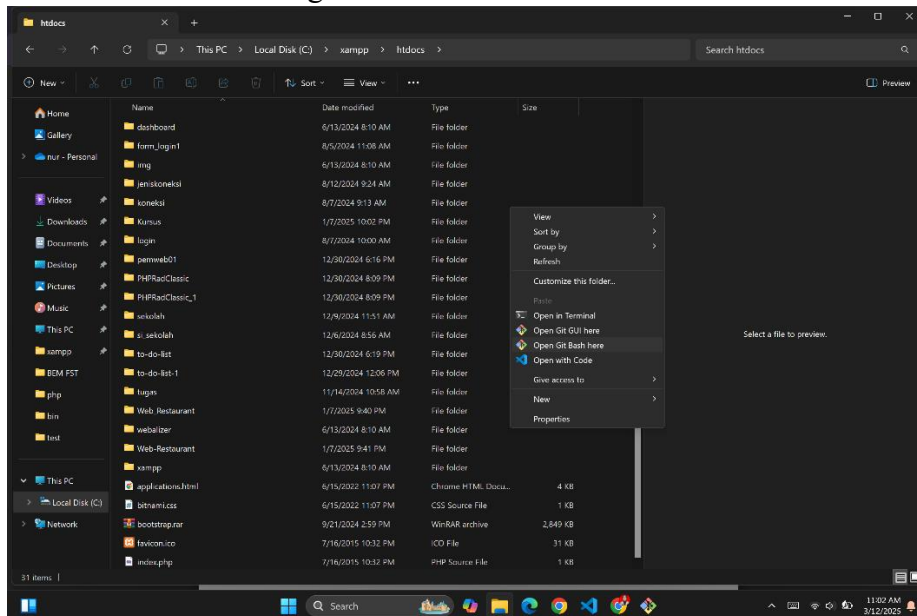 htdocs
This PC > Local Disk (C:) > xampp > htdocs >
Search htdocs
New Sort View ... Preview
Home
Gallery
nur - Personal
Videos
Downloads
Documents
Desktop
Pictures
Music
This PC
xampp
BEM FST
php
bin
test
This PC
Local Disk (C:)
Network
Name Date modified Type Size
dashboard 6/13/2024 8:10 AM File folder
form_login1 8/5/2024 11:08 AM File folder
img 6/13/2024 8:10 AM File folder
jeniskoneksi 8/12/2024 9:24 AM File folder
koneksi 8/7/2024 9:13 AM File folder
Kursus 1/7/2025 10:02 PM File folder
login 8/7/2024 10:00 AM File folder
pemweb01 12/30/2024 6:16 PM File folder
PHPRadClassic 12/30/2024 8:09 PM File folder
PHPRadClassic_1 12/30/2024 8:09 PM File folder
sekolah 12/9/2024 11:51 AM File folder
si_sekolah 12/6/2024 8:56 AM File folder
to-do-list 12/30/2024 6:19 PM File folder
to-do-list-1 12/29/2024 12:06 PM File folder
tugas 11/14/2024 10:58 AM File folder
Web_Restaurant 1/7/2025 9:40 PM File folder
webalizer 6/13/2024 8:10 AM File folder
Web-Restaurant 1/7/2025 9:41 PM File folder
xampp 6/13/2024 8:10 AM File folder
applications.html 6/15/2022 11:07 PM Chrome HTML Docu... 4 KB
bitnami.css 6/15/2022 11:07 PM CSS Source File 1 KB
bootstrap.rar 9/21/2024 2:59 PM WinRAR archive 2,849 KB
favicon.ico 7/16/2015 10:32 PM ICO File 31 KB
index.php 7/16/2015 10:32 PM PHP Source File 1 KB
View
Sort by
Group by
Refresh
Customize this folder...
Paste
Open in Terminal
Open Git GUI here
Open Git Bash here
Open with Code
Give access to
New
Properties
Select a file to preview.
31 items
Search
11:02 AM
3/12/2025